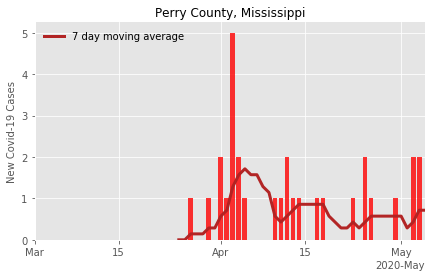 Perry County, Mississippi
7 day moving average
New Covid-19 Cases
5
4
3
2
1
0
Mar 15 Apr 15 May
2020-May